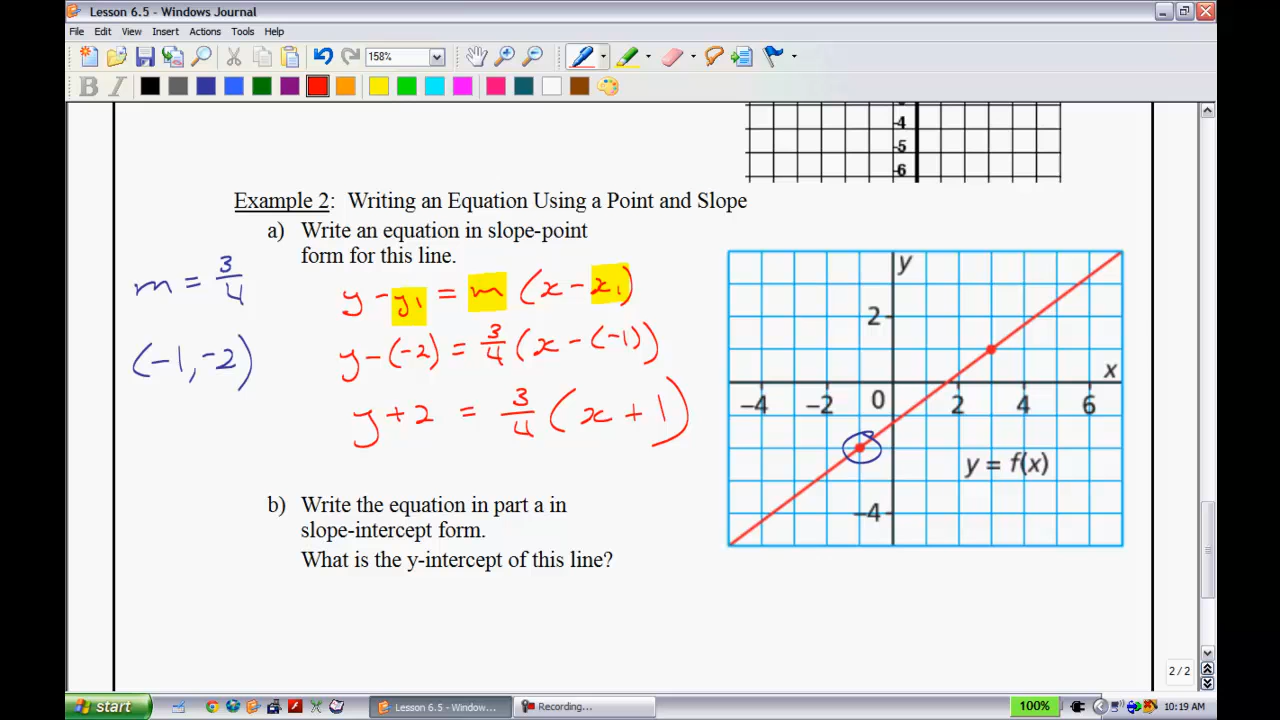 Lesson 6.5 - Windows Journal
File Edit View Insert Actions Tools Help
158%
B I
-4
-5
-6
Example 2: Writing an Equation Using a Point and Slope
a) Write an equation in slope-point
form for this line.
m = 3/4
(-1, -2)
y - y₁ = m (x - x₁)
y - (-2) = 3/4 (x - (-1))
y + 2 = 3/4 (x + 1)
y
2
x
-4 -2 0 2 4 6
y = f(x)
-4
b) Write the equation in part a in
slope-intercept form.
What is the y-intercept of this line?
2 / 2
start Lesson 6.5 - Window... Recording... 100% 10:19 AM